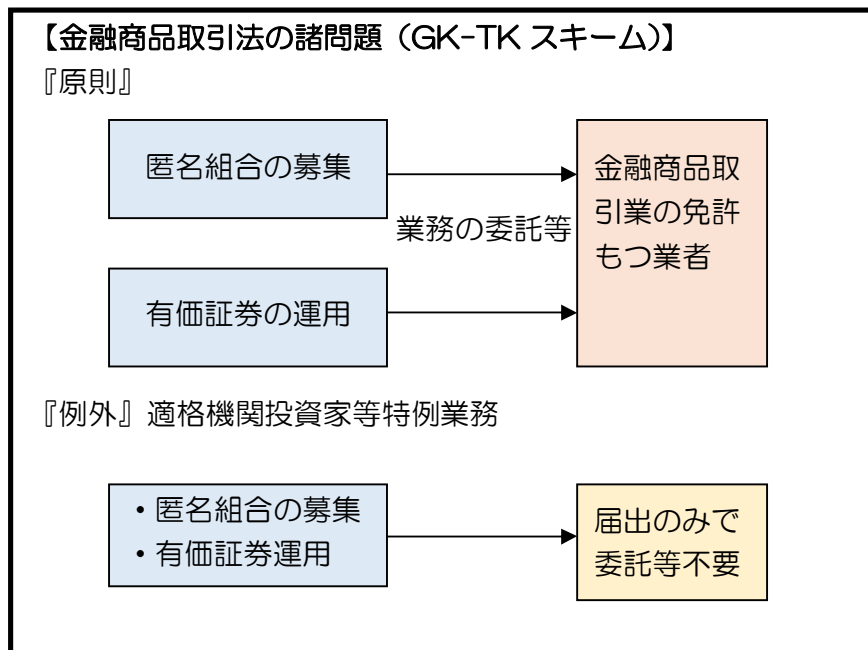 【金融商品取引法の諸問題（GK-TK スキーム）】
『原則』
匿名組合の募集
業務の委託等
有価証券の運用
金融商品取
引業の免許
もつ業者
『例外』適格機関投資家等特例業務
・匿名組合の募集
・有価証券運用
届出のみで
委託等不要